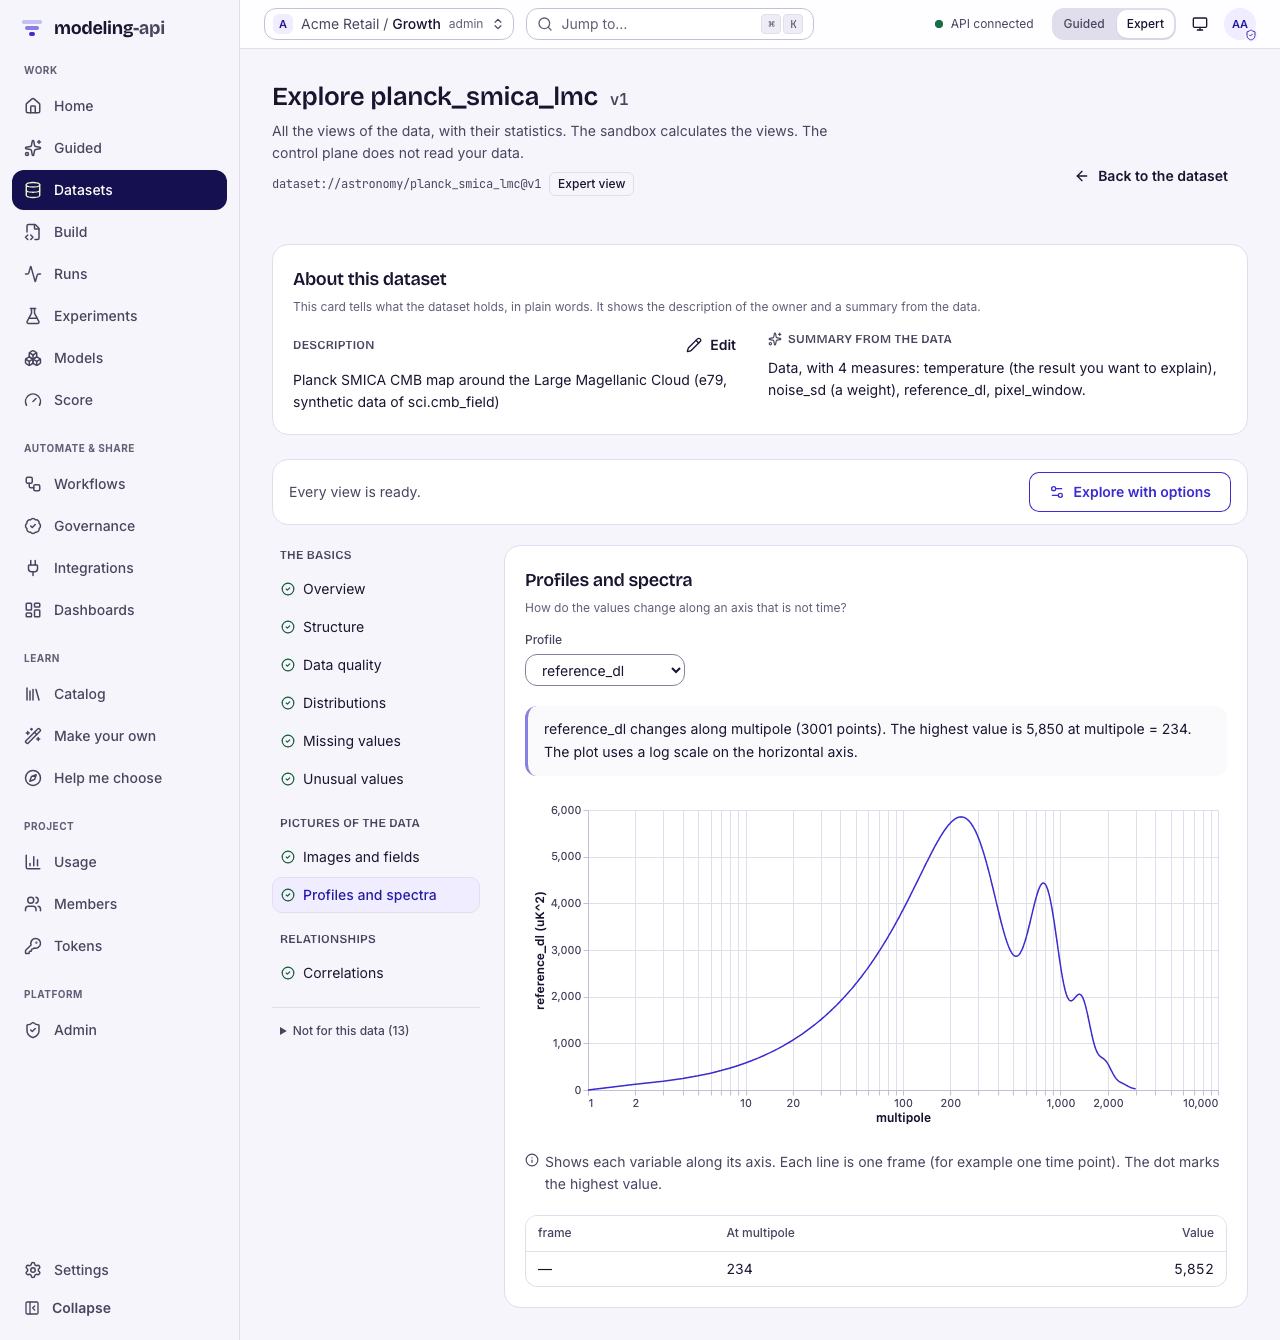 modeling-api
WORK
Home
Guided
Datasets
Build
Runs
Experiments
Models
Score
AUTOMATE & SHARE
Workflows
Governance
Integrations
Dashboards
LEARN
Catalog
Make your own
Help me choose
PROJECT
Usage
Members
Tokens
PLATFORM
Admin
Settings
Collapse
A Acme Retail / Growth admin
Jump to... ⌘ K
API connected
Guided Expert
AA
Explore planck_smica_lmc v1
All the views of the data, with their statistics. The sandbox calculates the views. The
control plane does not read your data.
dataset://astronomy/planck_smica_lmc@v1 Expert view
Back to the dataset
About this dataset
This card tells what the dataset holds, in plain words. It shows the description of the owner and a summary from the data.
DESCRIPTION
Edit
Planck SMICA CMB map around the Large Magellanic Cloud (e79,
synthetic data of sci.cmb_field)
SUMMARY FROM THE DATA
Data, with 4 measures: temperature (the result you want to explain),
noise_sd (a weight), reference_dl, pixel_window.
Every view is ready.
Explore with options
THE BASICS
Overview
Structure
Data quality
Distributions
Missing values
Unusual values
PICTURES OF THE DATA
Images and fields
Profiles and spectra
RELATIONSHIPS
Correlations
Not for this data (13)
Profiles and spectra
How do the values change along an axis that is not time?
Profile
reference_dl
reference_dl changes along multipole (3001 points). The highest value is 5,850 at multipole = 234.
The plot uses a log scale on the horizontal axis.
6,000
5,000
4,000
3,000
2,000
1,000
0
reference_dl (uK^2)
1 2 10 20 100 200 1,000 2,000 10,000
multipole
Shows each variable along its axis. Each line is one frame (for example one time point). The dot marks
the highest value.
frame At multipole Value
— 234 5,852